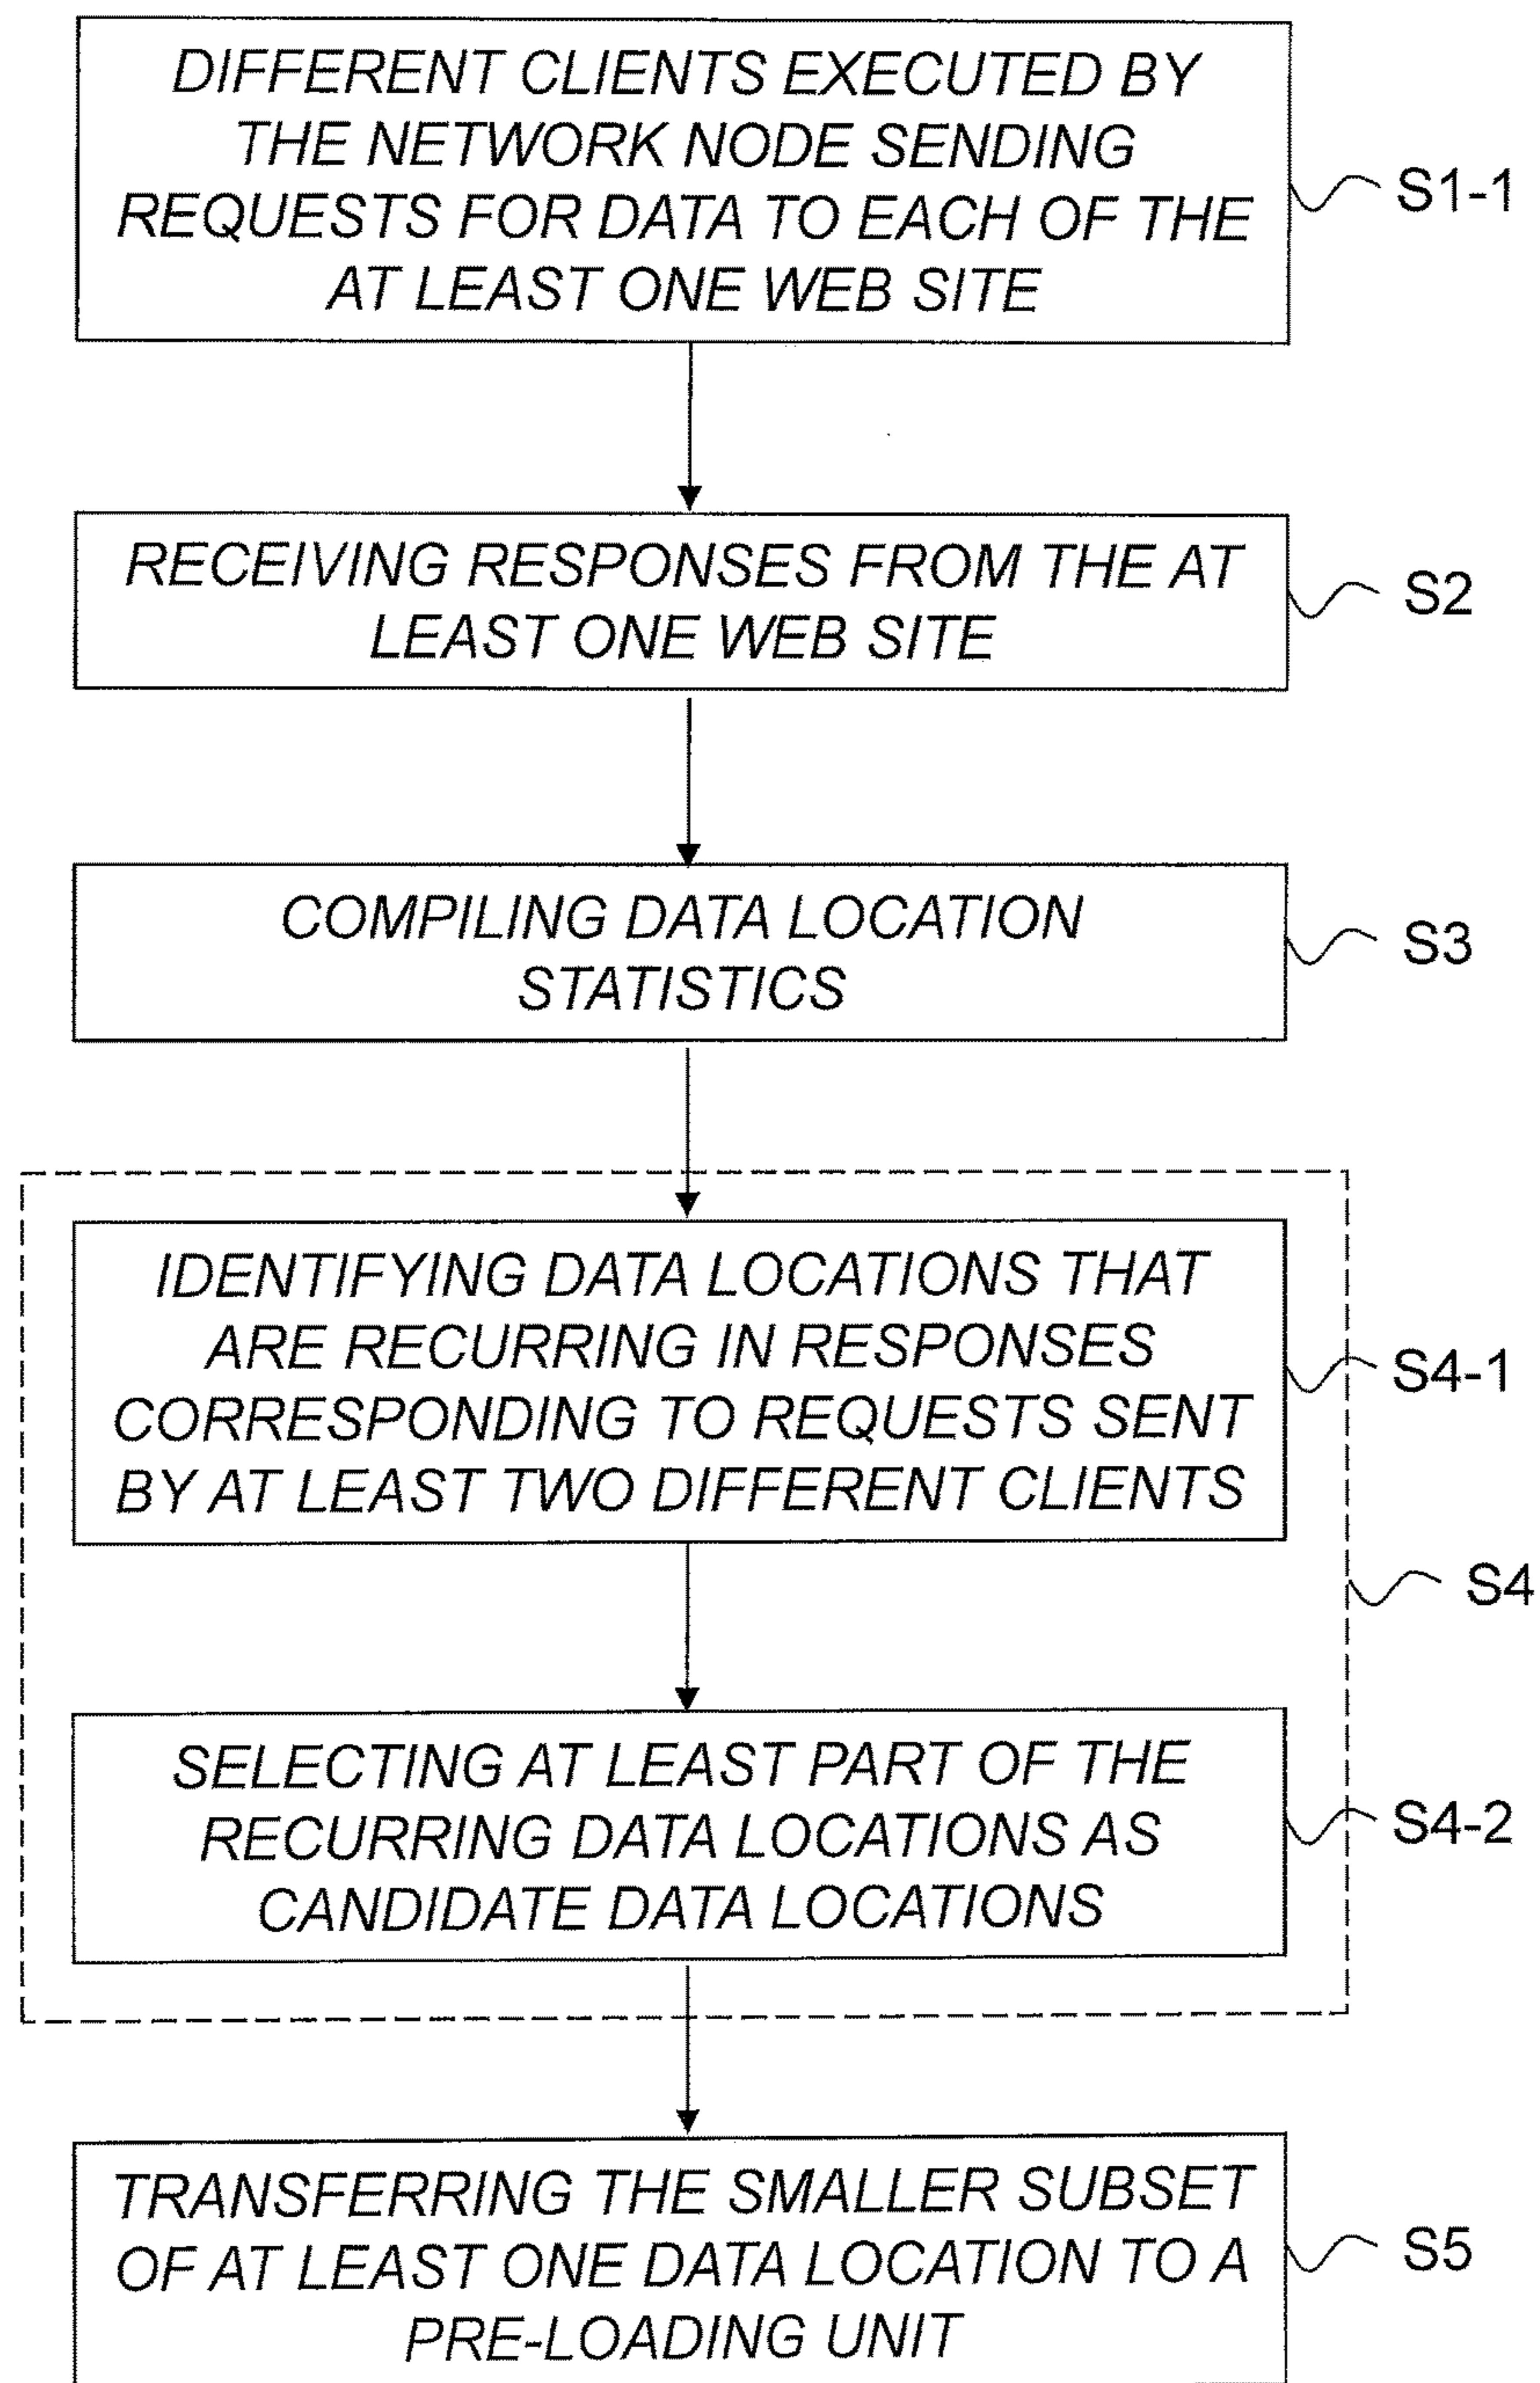 DIFFERENT CLIENTS EXECUTED BY
THE NETWORK NODE SENDING
REQUESTS FOR DATA TO EACH OF THE
AT LEAST ONE WEB SITE
S1-1
RECEIVING RESPONSES FROM THE AT
LEAST ONE WEB SITE
S2
COMPILING DATA LOCATION
STATISTICS
S3
IDENTIFYING DATA LOCATIONS THAT
ARE RECURRING IN RESPONSES
CORRESPONDING TO REQUESTS SENT
BY AT LEAST TWO DIFFERENT CLIENTS
S4-1
S4
SELECTING AT LEAST PART OF THE
RECURRING DATA LOCATIONS AS
CANDIDATE DATA LOCATIONS
S4-2
TRANSFERRING THE SMALLER SUBSET
OF AT LEAST ONE DATA LOCATION TO A
PRE-LOADING UNIT
S5